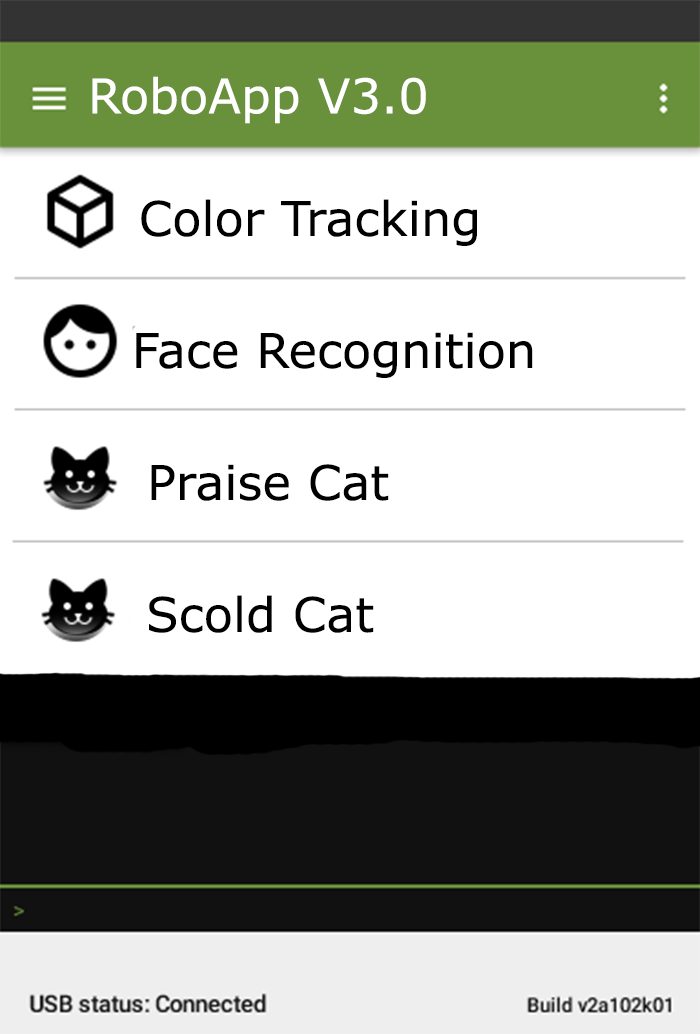 RoboApp V3.0
Color Tracking
Face Recognition
Praise Cat
Scold Cat
>
USB status: Connected
Build v2a102k01